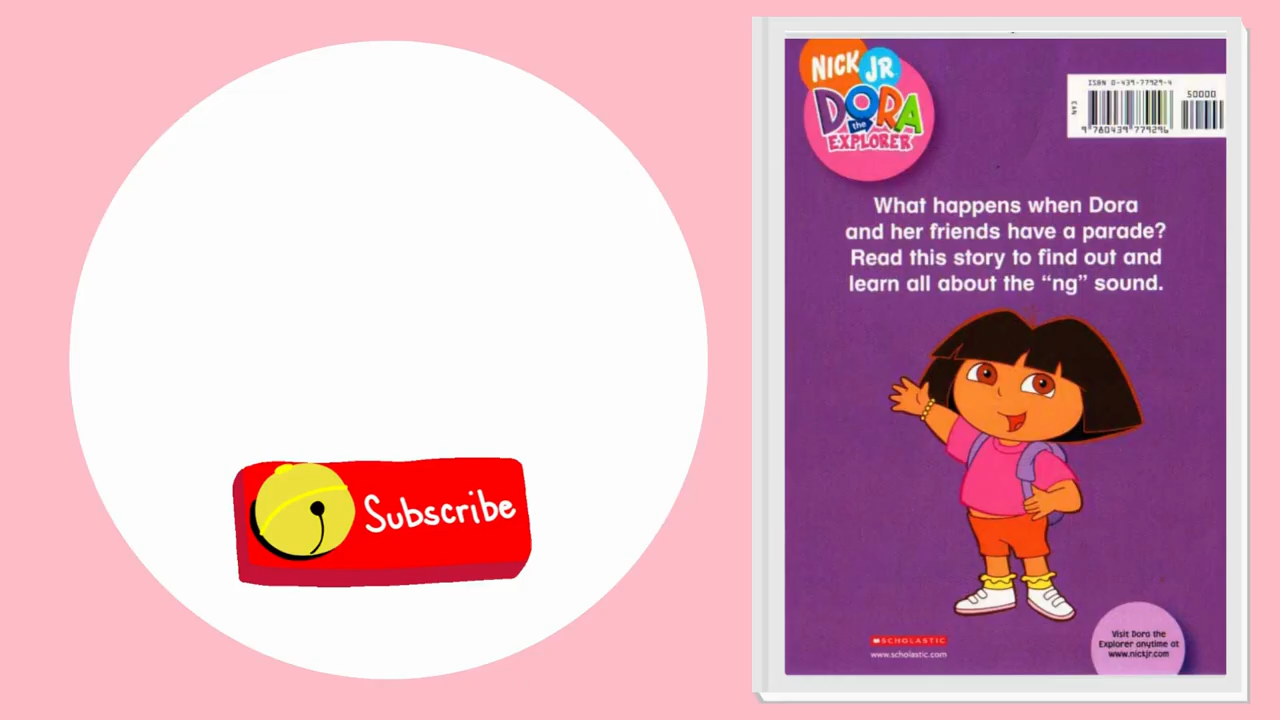 Subscribe
NICK JR
DORA
the
EXPLORER
ISBN 0-439-77929-4
50000
EAN
9 780439 779296
What happens when Dora
and her friends have a parade?
Read this story to find out and
learn all about the “ng” sound.
SCHOLASTIC
www.scholastic.com
Visit Dora the
Explorer anytime at
www.nickjr.com